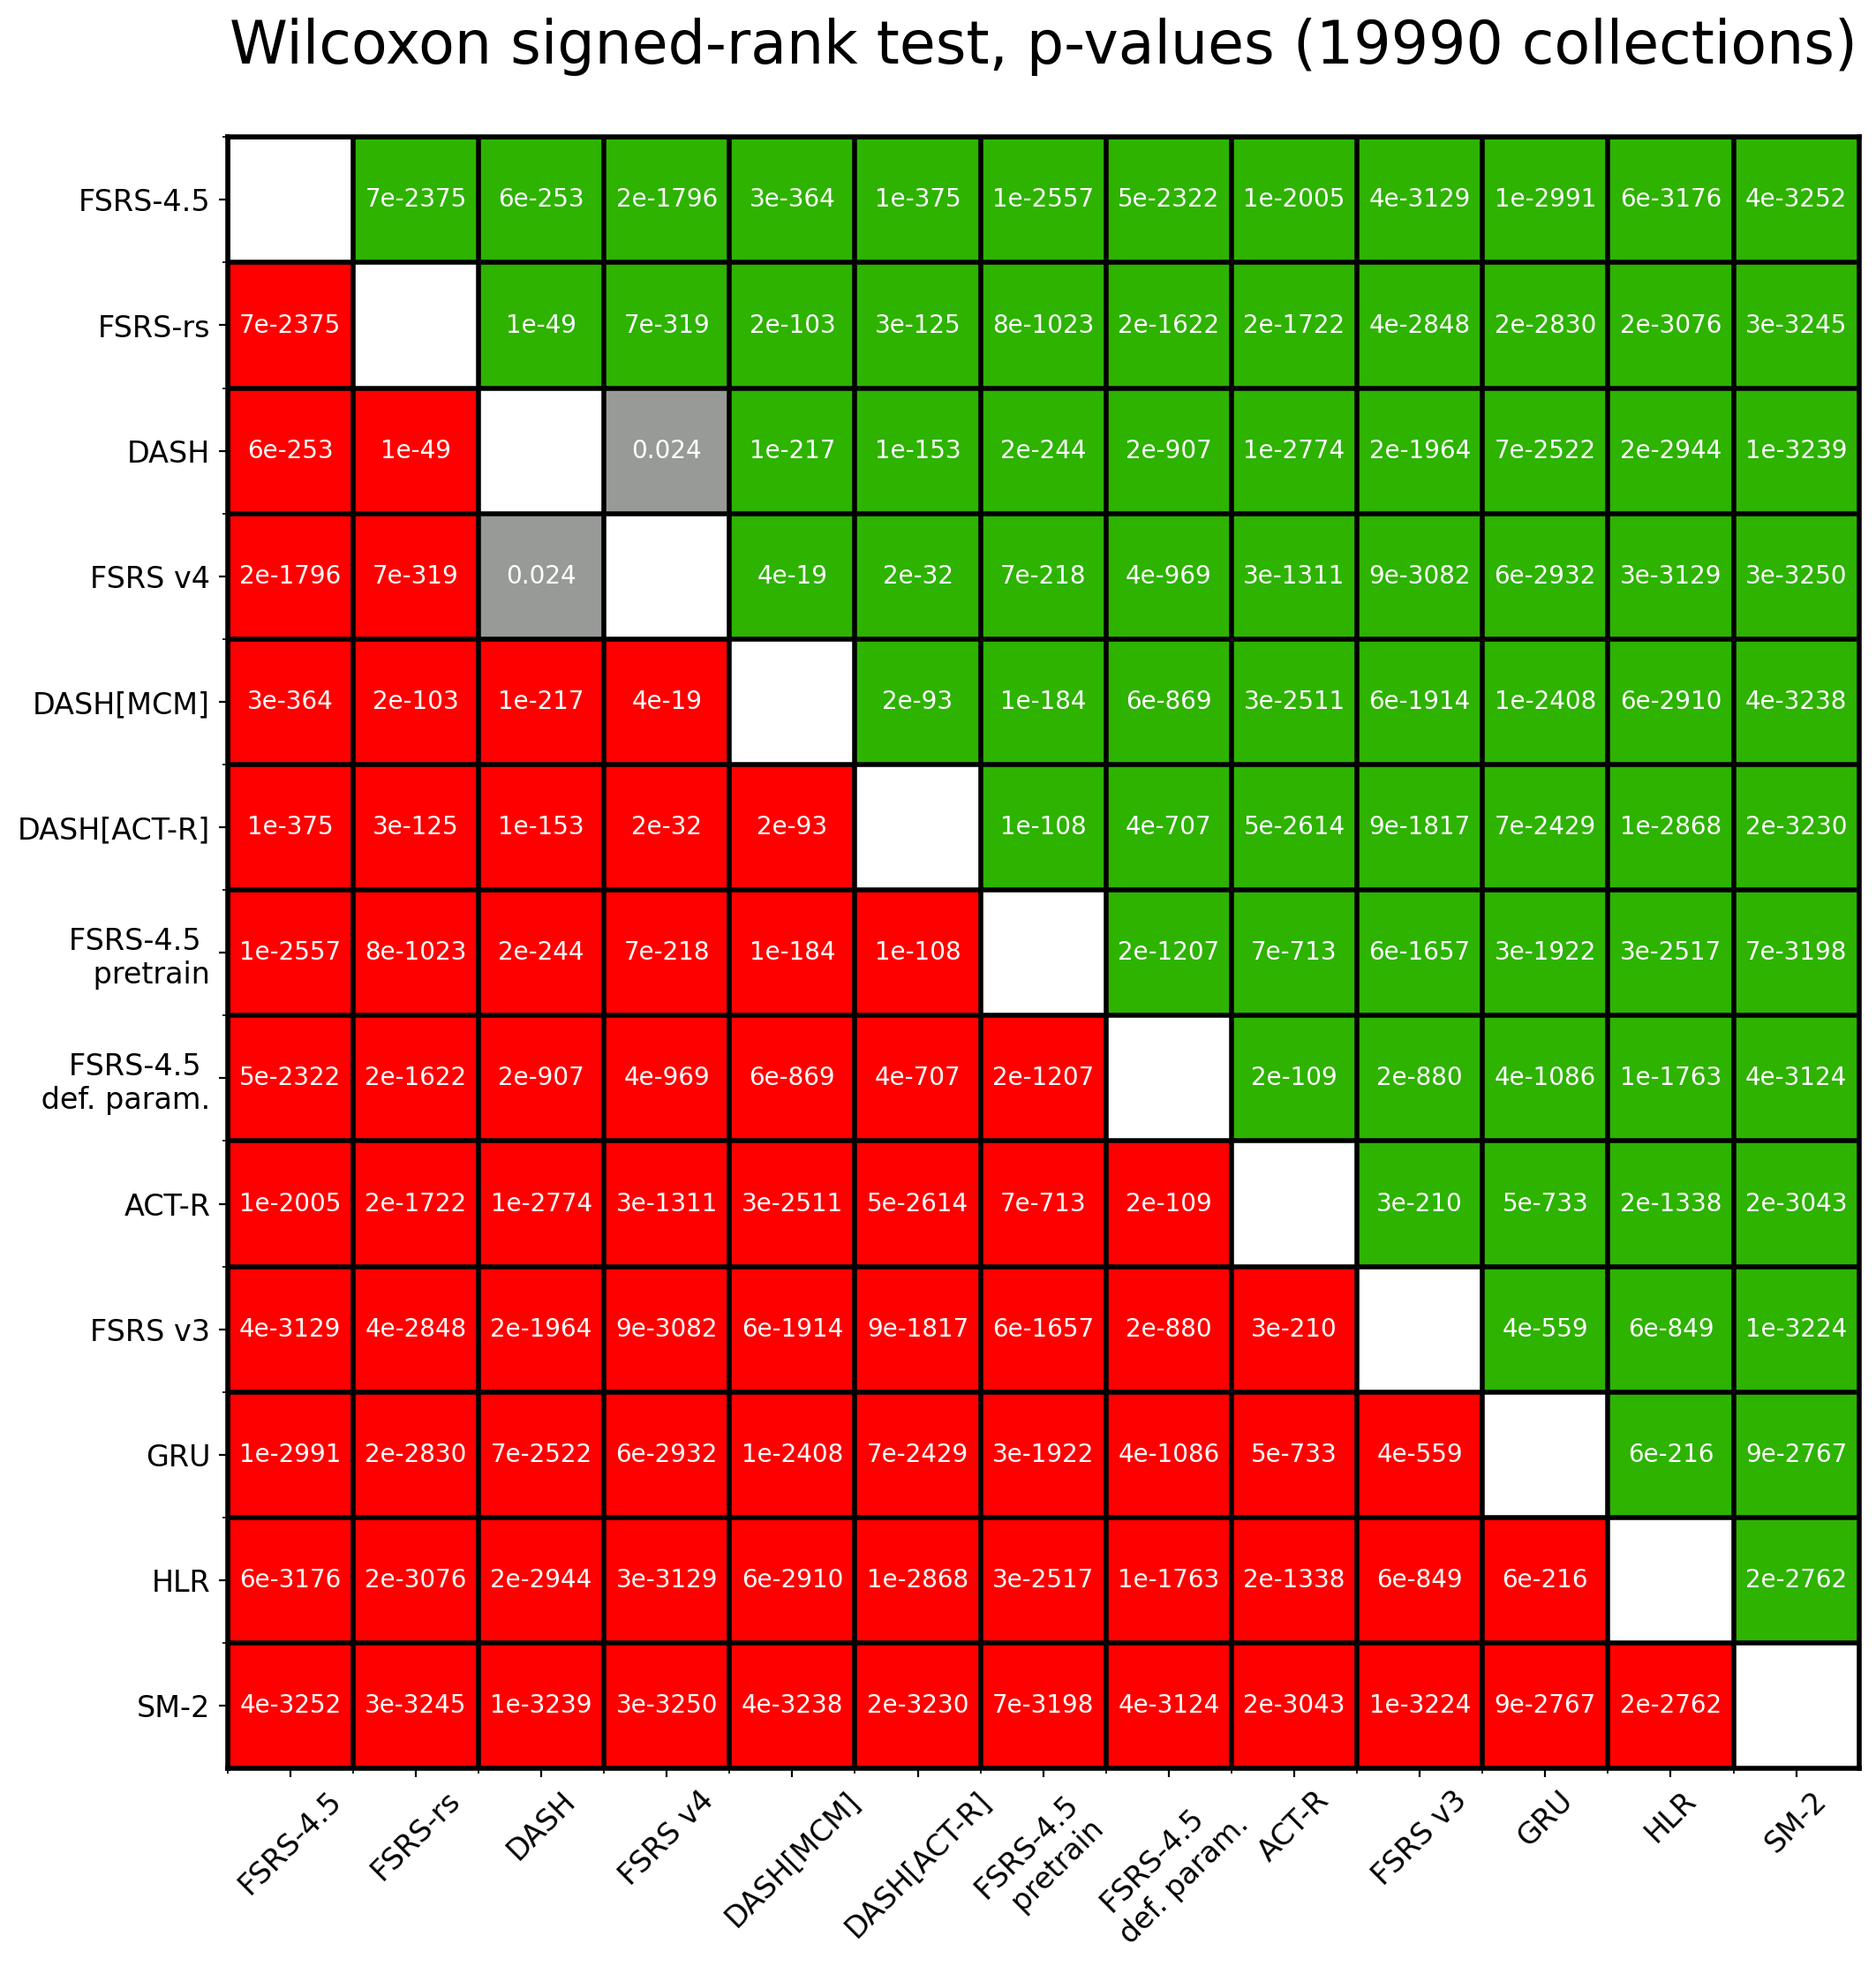 Wilcoxon signed-rank test, p-values (19990 collections)
FSRS-4.5 7e-2375 6e-253 2e-1796 3e-364 1e-375 1e-2557 5e-2322 1e-2005 4e-3129 1e-2991 6e-3176 4e-3252
FSRS-rs 7e-2375 1e-49 7e-319 2e-103 3e-125 8e-1023 2e-1622 2e-1722 4e-2848 2e-2830 2e-3076 3e-3245
DASH 6e-253 1e-49 0.024 1e-217 1e-153 2e-244 2e-907 1e-2774 2e-1964 7e-2522 2e-2944 1e-3239
FSRS v4 2e-1796 7e-319 0.024 4e-19 2e-32 7e-218 4e-969 3e-1311 9e-3082 6e-2932 3e-3129 3e-3250
DASH[MCM] 3e-364 2e-103 1e-217 4e-19 2e-93 1e-184 6e-869 3e-2511 6e-1914 1e-2408 6e-2910 4e-3238
DASH[ACT-R] 1e-375 3e-125 1e-153 2e-32 2e-93 1e-108 4e-707 5e-2614 9e-1817 7e-2429 1e-2868 2e-3230
FSRS-4.5
pretrain 1e-2557 8e-1023 2e-244 7e-218 1e-184 1e-108 2e-1207 7e-713 6e-1657 3e-1922 3e-2517 7e-3198
FSRS-4.5
def. param. 5e-2322 2e-1622 2e-907 4e-969 6e-869 4e-707 2e-1207 2e-109 2e-880 4e-1086 1e-1763 4e-3124
ACT-R 1e-2005 2e-1722 1e-2774 3e-1311 3e-2511 5e-2614 7e-713 2e-109 3e-210 5e-733 2e-1338 2e-3043
FSRS v3 4e-3129 4e-2848 2e-1964 9e-3082 6e-1914 9e-1817 6e-1657 2e-880 3e-210 4e-559 6e-849 1e-3224
GRU 1e-2991 2e-2830 7e-2522 6e-2932 1e-2408 7e-2429 3e-1922 4e-1086 5e-733 4e-559 6e-216 9e-2767
HLR 6e-3176 2e-3076 2e-2944 3e-3129 6e-2910 1e-2868 3e-2517 1e-1763 2e-1338 6e-849 6e-216 2e-2762
SM-2 4e-3252 3e-3245 1e-3239 3e-3250 4e-3238 2e-3230 7e-3198 4e-3124 2e-3043 1e-3224 9e-2767 2e-2762
FSRS-4.5
FSRS-rs
DASH
FSRS v4
DASH[MCM]
DASH[ACT-R]
FSRS-4.5
pretrain
FSRS-4.5
def. param.
ACT-R
FSRS v3
GRU
HLR
SM-2